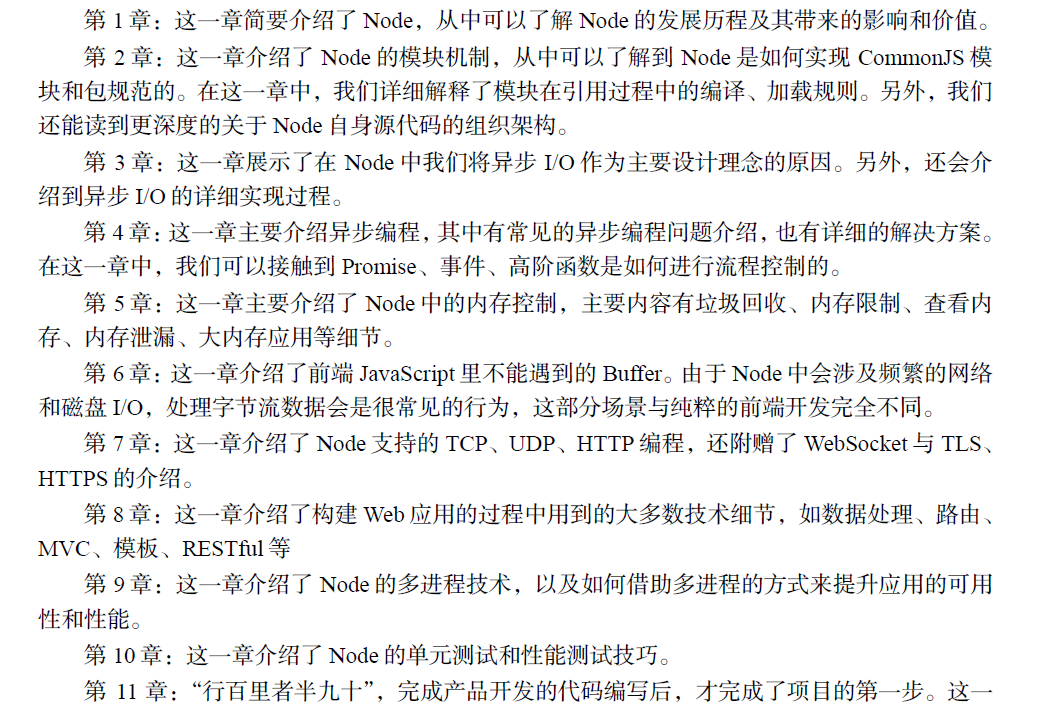 第 1 章：这一章简要介绍了 Node，从中可以了解 Node 的发展历程及其带来的影响和价值。
第 2 章：这一章介绍了 Node 的模块机制，从中可以了解到 Node 是如何实现 CommonJS 模
块和包规范的。在这一章中，我们详细解释了模块在引用过程中的编译、加载规则。另外，我们
还能读到更深度的关于 Node 自身源代码的组织架构。
第 3 章：这一章展示了在 Node 中我们将异步 I/O 作为主要设计理念的原因。另外，还会介
绍到异步 I/O 的详细实现过程。
第 4 章：这一章主要介绍异步编程，其中有常见的异步编程问题介绍，也有详细的解决方案。
在这一章中，我们可以接触到 Promise、事件、高阶函数是如何进行流程控制的。
第 5 章：这一章主要介绍了 Node 中的内存控制，主要内容有垃圾回收、内存限制、查看内
存、内存泄漏、大内存应用等细节。
第 6 章：这一章介绍了前端 JavaScript 里不能遇到的 Buffer。由于 Node 中会涉及频繁的网络
和磁盘 I/O，处理字节流数据会是很常见的行为，这部分场景与纯粹的前端开发完全不同。
第 7 章：这一章介绍了 Node 支持的 TCP、UDP、HTTP 编程，还附赠了 WebSocket 与 TLS、
HTTPS 的介绍。
第 8 章：这一章介绍了构建 Web 应用的过程中用到的大多数技术细节，如数据处理、路由、
MVC、模板、RESTful 等
第 9 章：这一章介绍了 Node 的多进程技术，以及如何借助多进程的方式来提升应用的可用
性和性能。
第 10 章：这一章介绍了 Node 的单元测试和性能测试技巧。
第 11 章：“行百里者半九十”，完成产品开发的代码编写后，才完成了项目的第一步。这一